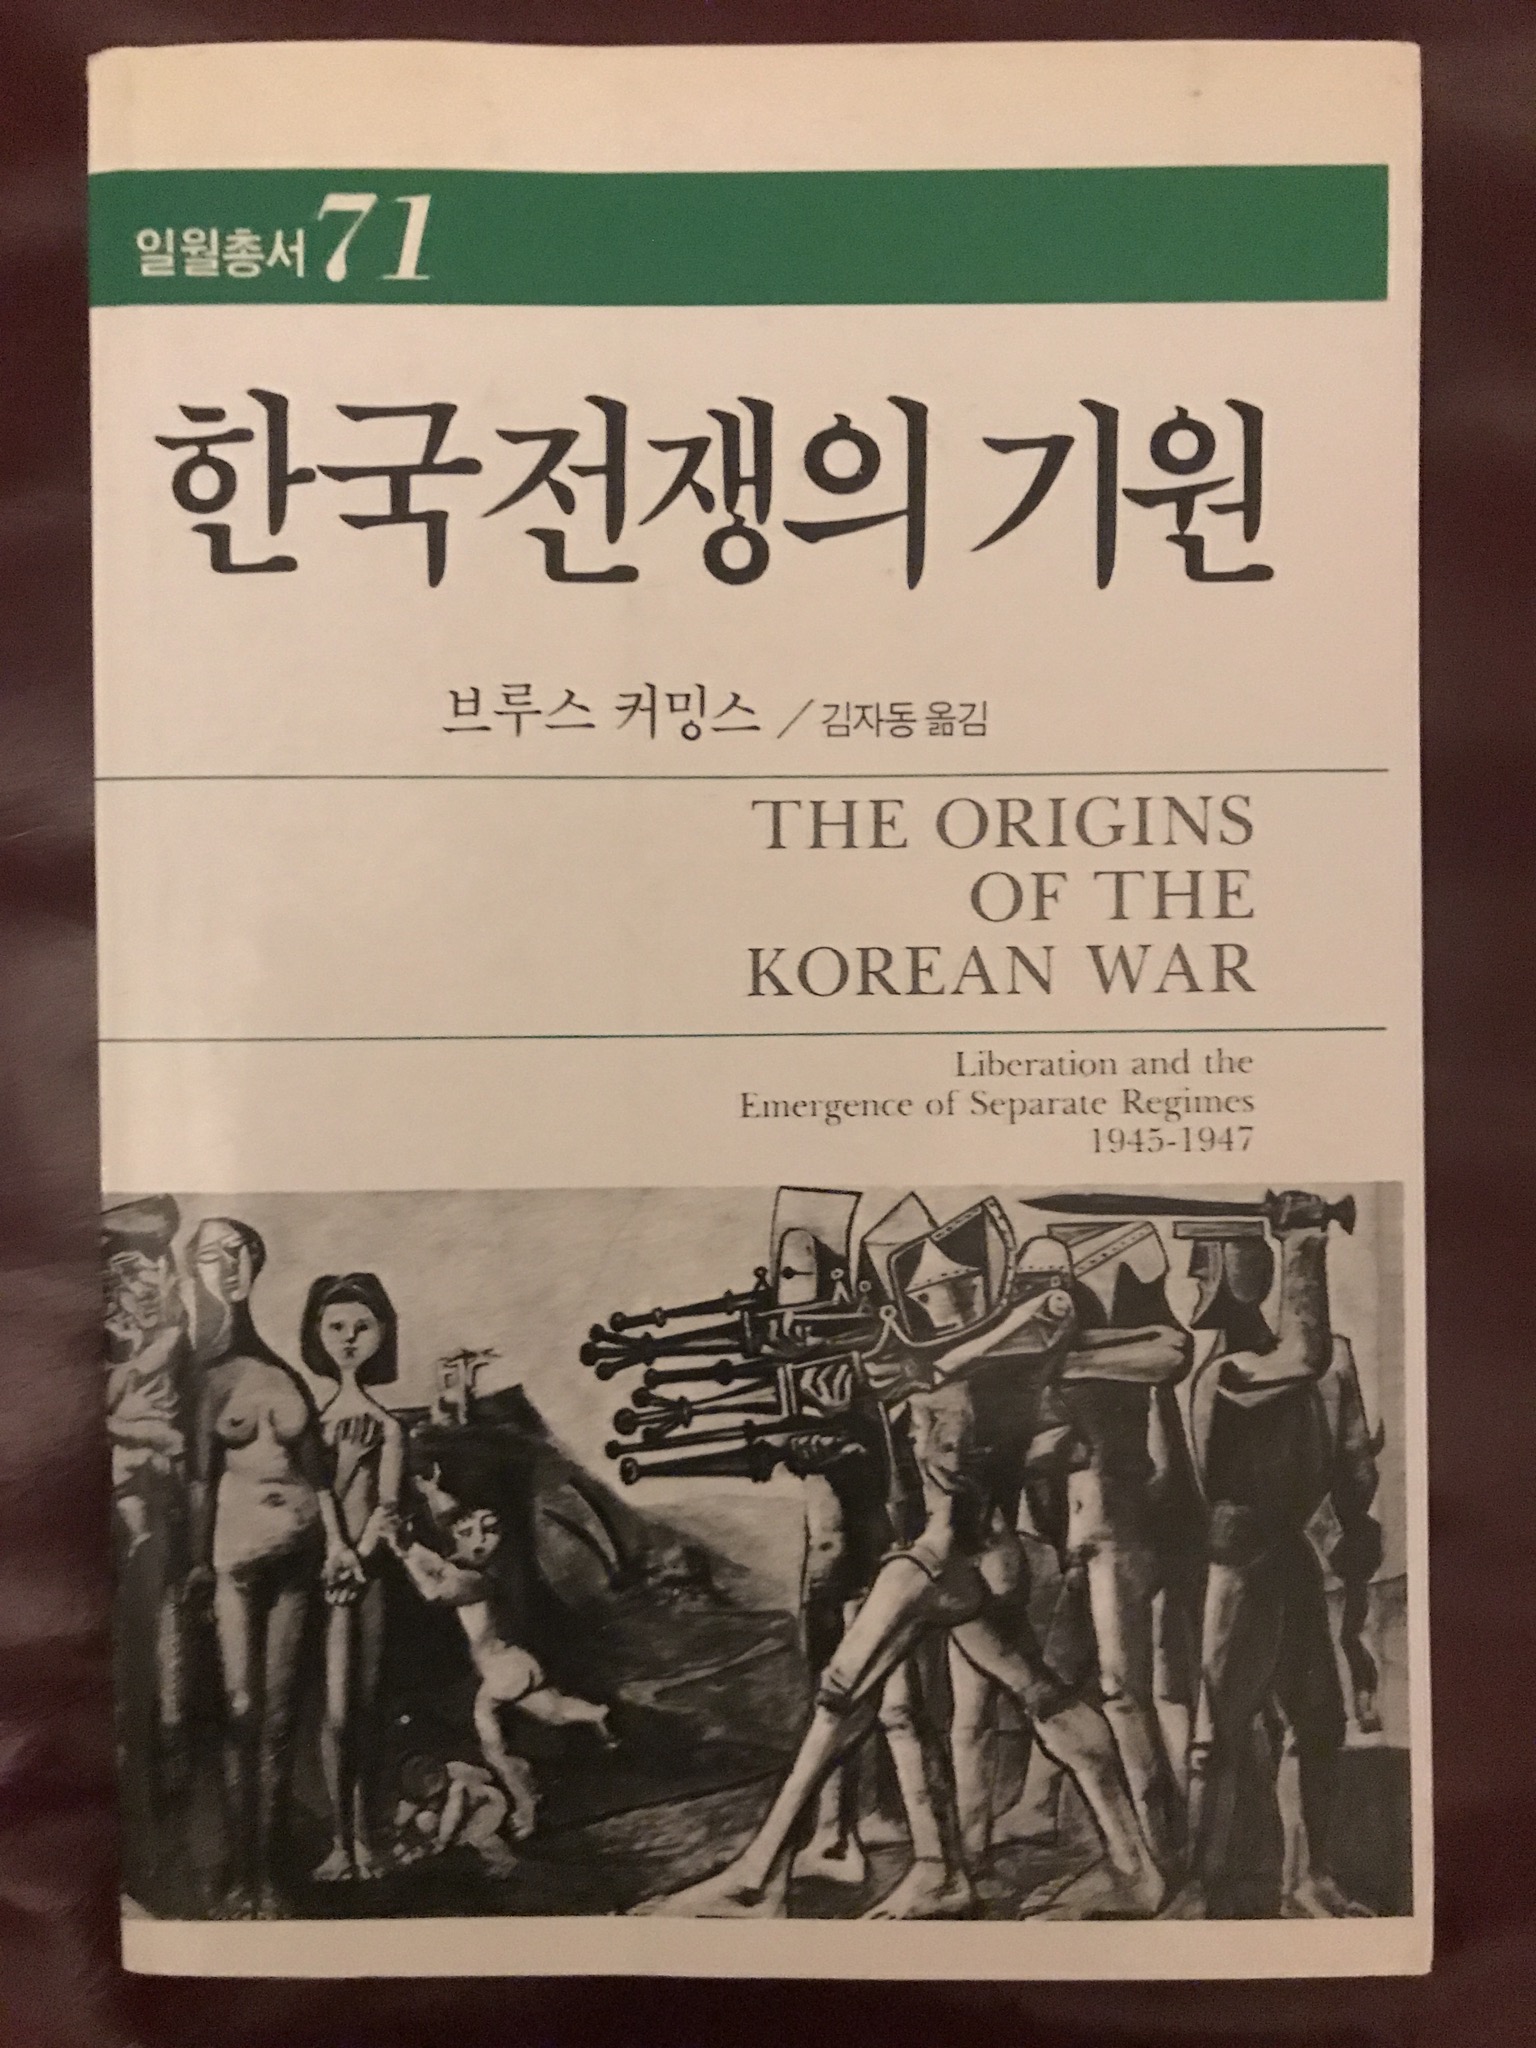 일월총서 71
한국전쟁의 기원
브루스 커밍스 / 김자동 옮김
THE ORIGINS
OF THE
KOREAN WAR
Liberation and the
Emergence of Separate Regimes
1945-1947